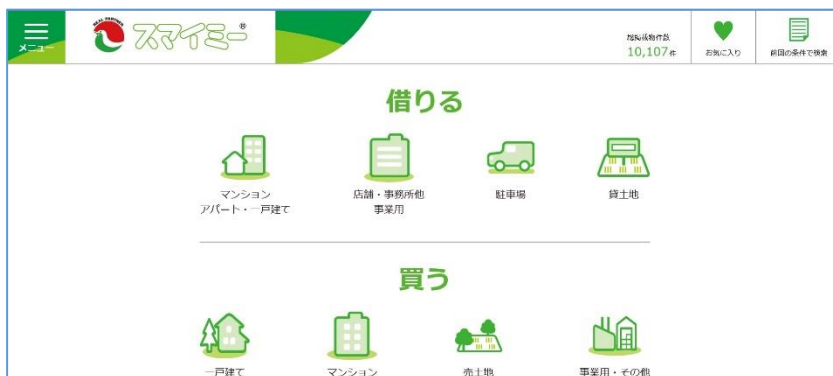 メニュー
REAL PARTNER
スマイミー®
総掲載物件数
10,107件
お気に入り
前回の条件で検索
借りる
マンション
アパート・一戸建て
店舗・事務所他
事業用
駐車場
貸土地
買う
一戸建て
マンション
売土地
事業用・その他